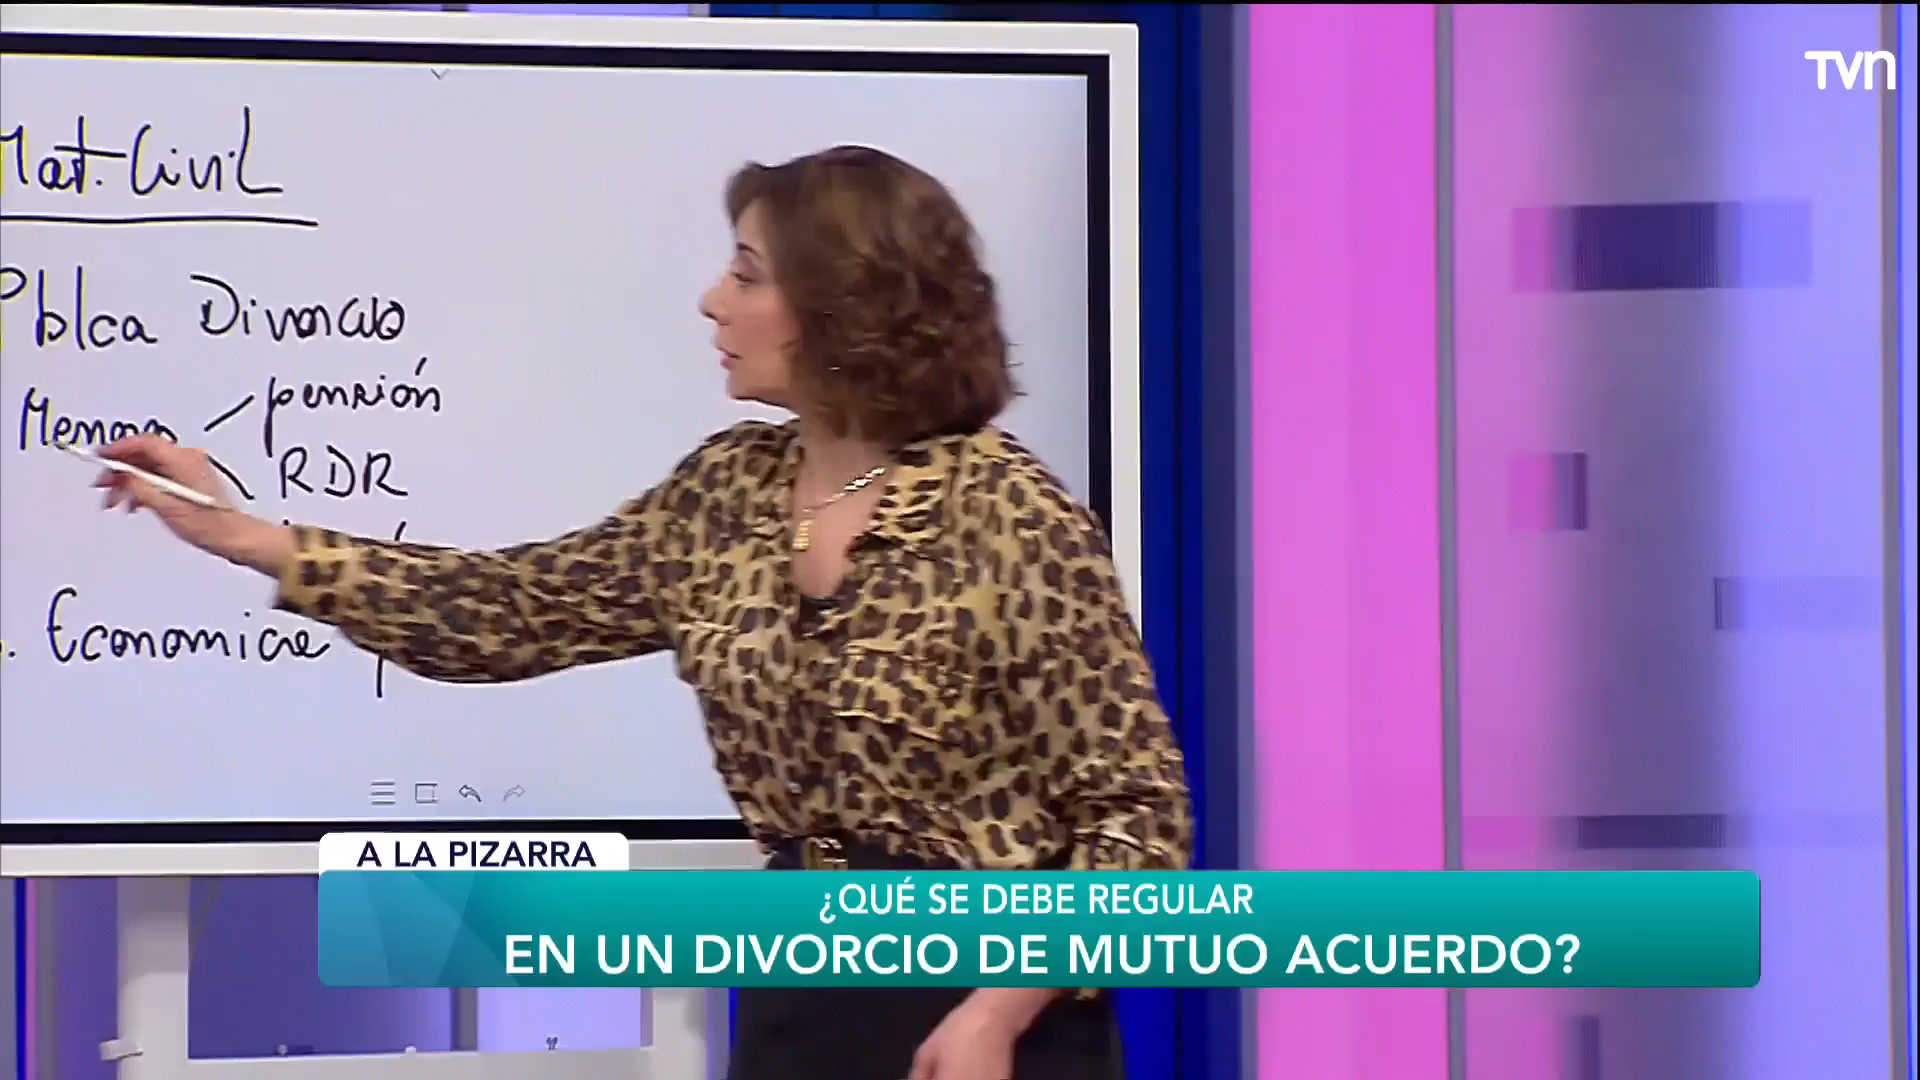 TVN
Mat. Civil
Pblca Divorcio
pensión
Menores
RDR
Economica
A LA PIZARRA
¿QUÉ SE DEBE REGULAR
EN UN DIVORCIO DE MUTUO ACUERDO?